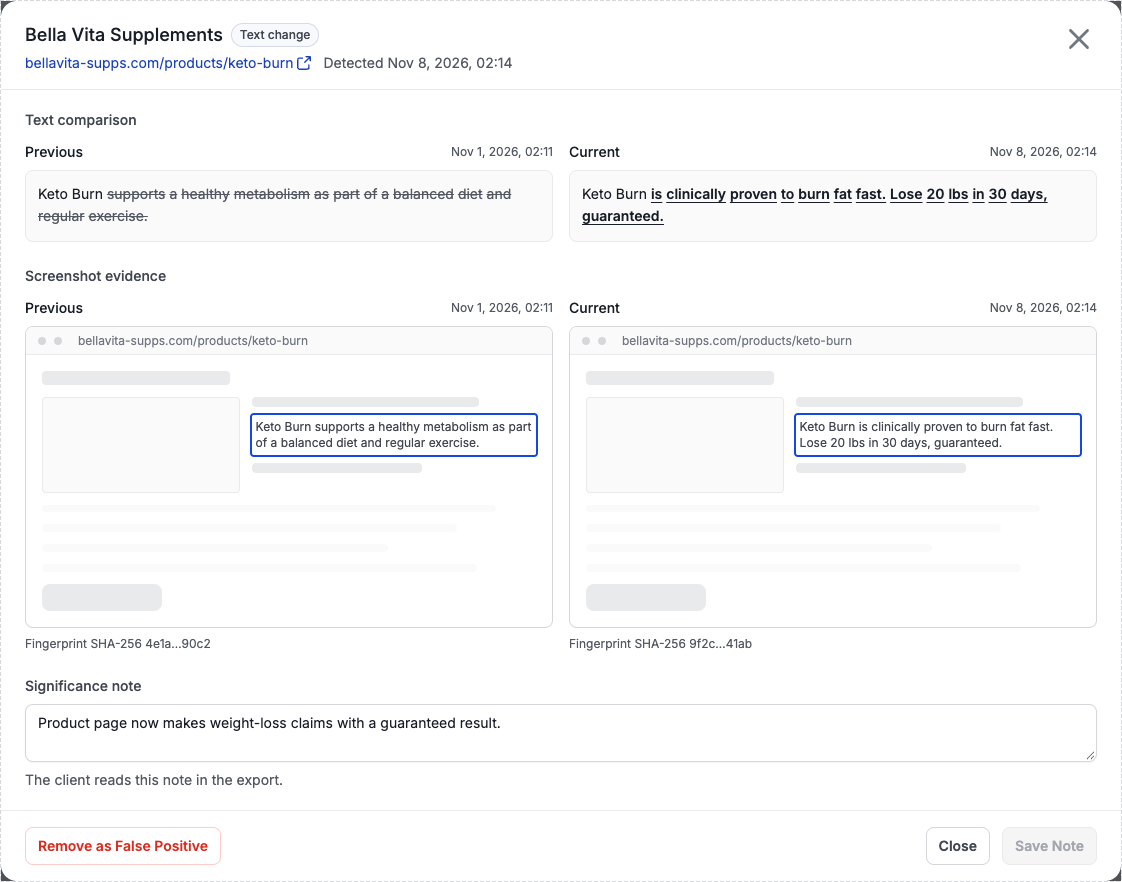 Bella Vita Supplements
Text change
bellavita-supps.com/products/keto-burn
Detected Nov 8, 2026, 02:14
Text comparison
Previous
Nov 1, 2026, 02:11
Keto Burn supports a healthy metabolism as part of a balanced diet and
regular exercise.
Current
Nov 8, 2026, 02:14
Keto Burn is clinically proven to burn fat fast. Lose 20 lbs in 30 days,
guaranteed.
Screenshot evidence
Previous
Nov 1, 2026, 02:11
bellavita-supps.com/products/keto-burn
Keto Burn supports a healthy metabolism as part
of a balanced diet and regular exercise.
Fingerprint SHA-256 4e1a…90c2
Current
Nov 8, 2026, 02:14
bellavita-supps.com/products/keto-burn
Keto Burn is clinically proven to burn fat fast.
Lose 20 lbs in 30 days, guaranteed.
Fingerprint SHA-256 9f2c…41ab
Significance note
Product page now makes weight-loss claims with a guaranteed result.
The client reads this note in the export.
Remove as False Positive
Close
Save Note